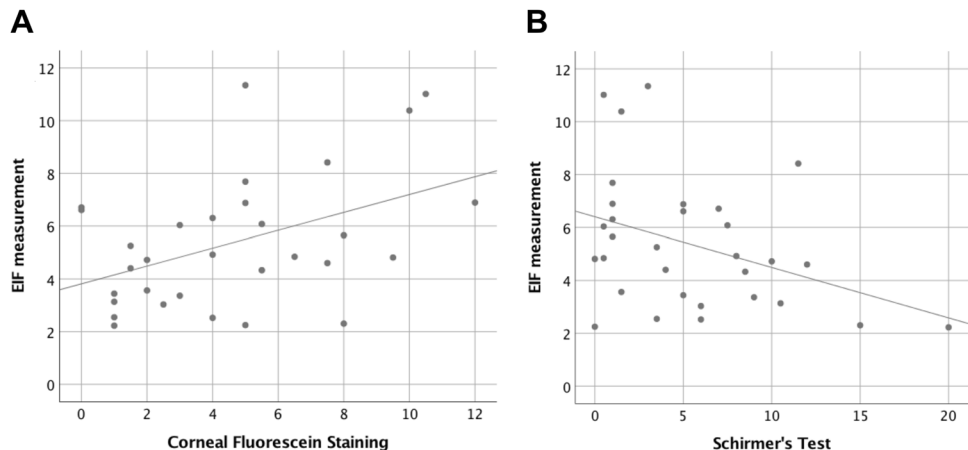 A
12
10
8
6
4
2
0
EIF measurement
0 2 4 6 8 10 12
Corneal Fluorescein Staining
B
12
10
8
6
4
2
0
EIF measurement
0 5 10 15 20
Schirmer's Test